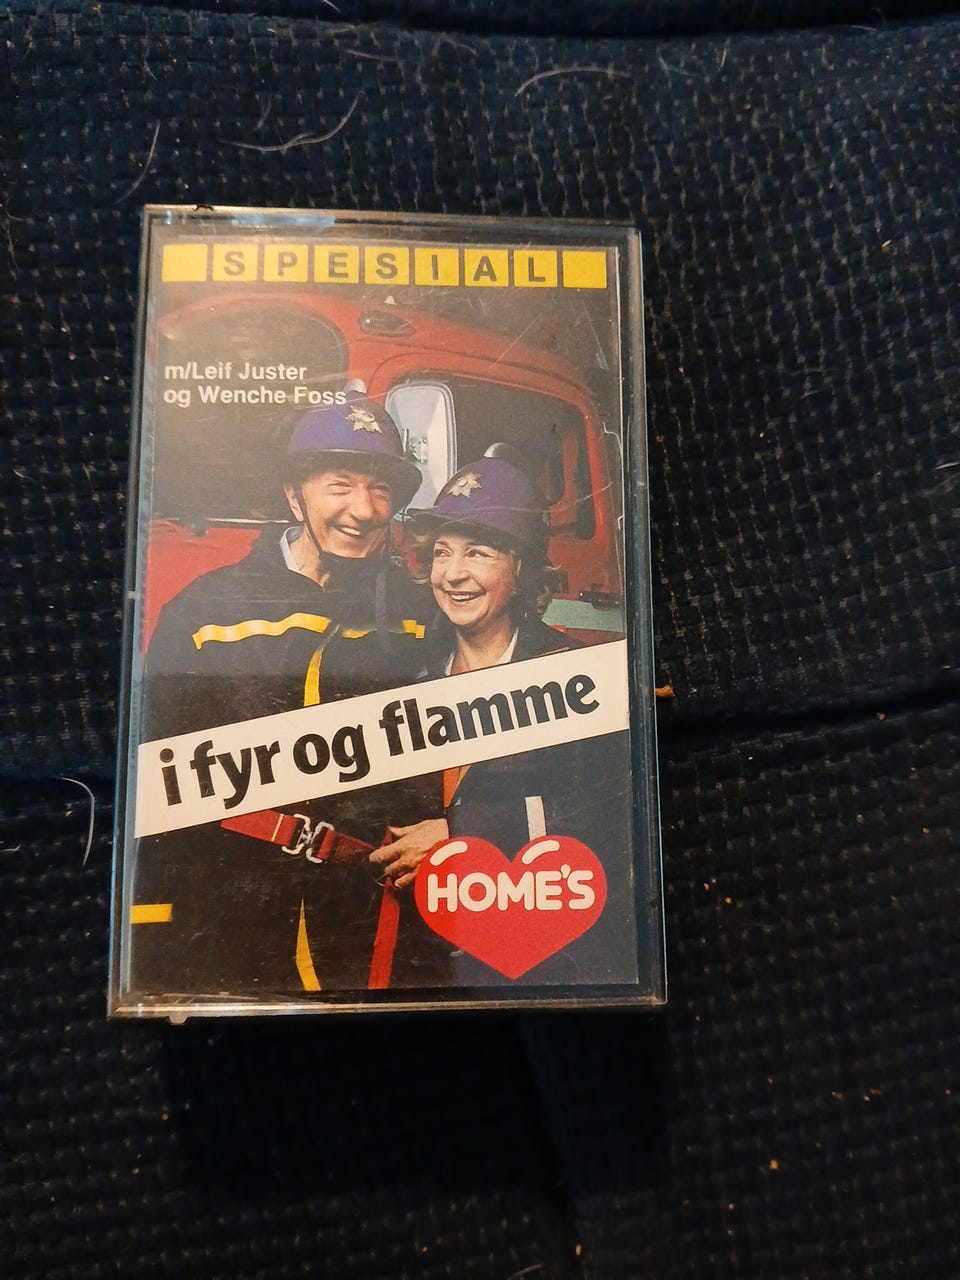 SPESIAL
m/Leif Juster
og Wenche Foss
i fyr og flamme
HOME'S